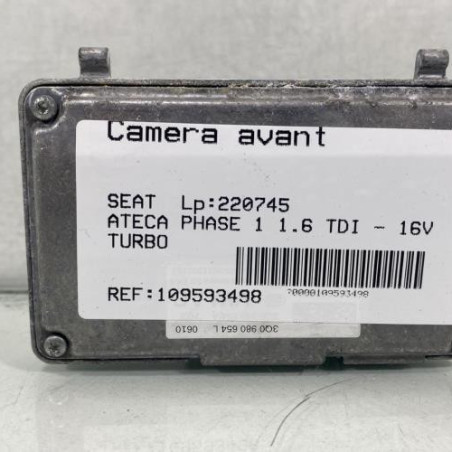 Camera avant
SEAT Lp:220745
ATECA PHASE 1 1.6 TDI - 16V
TURBO
REF:109593498
3Q0 980 654 L 0610